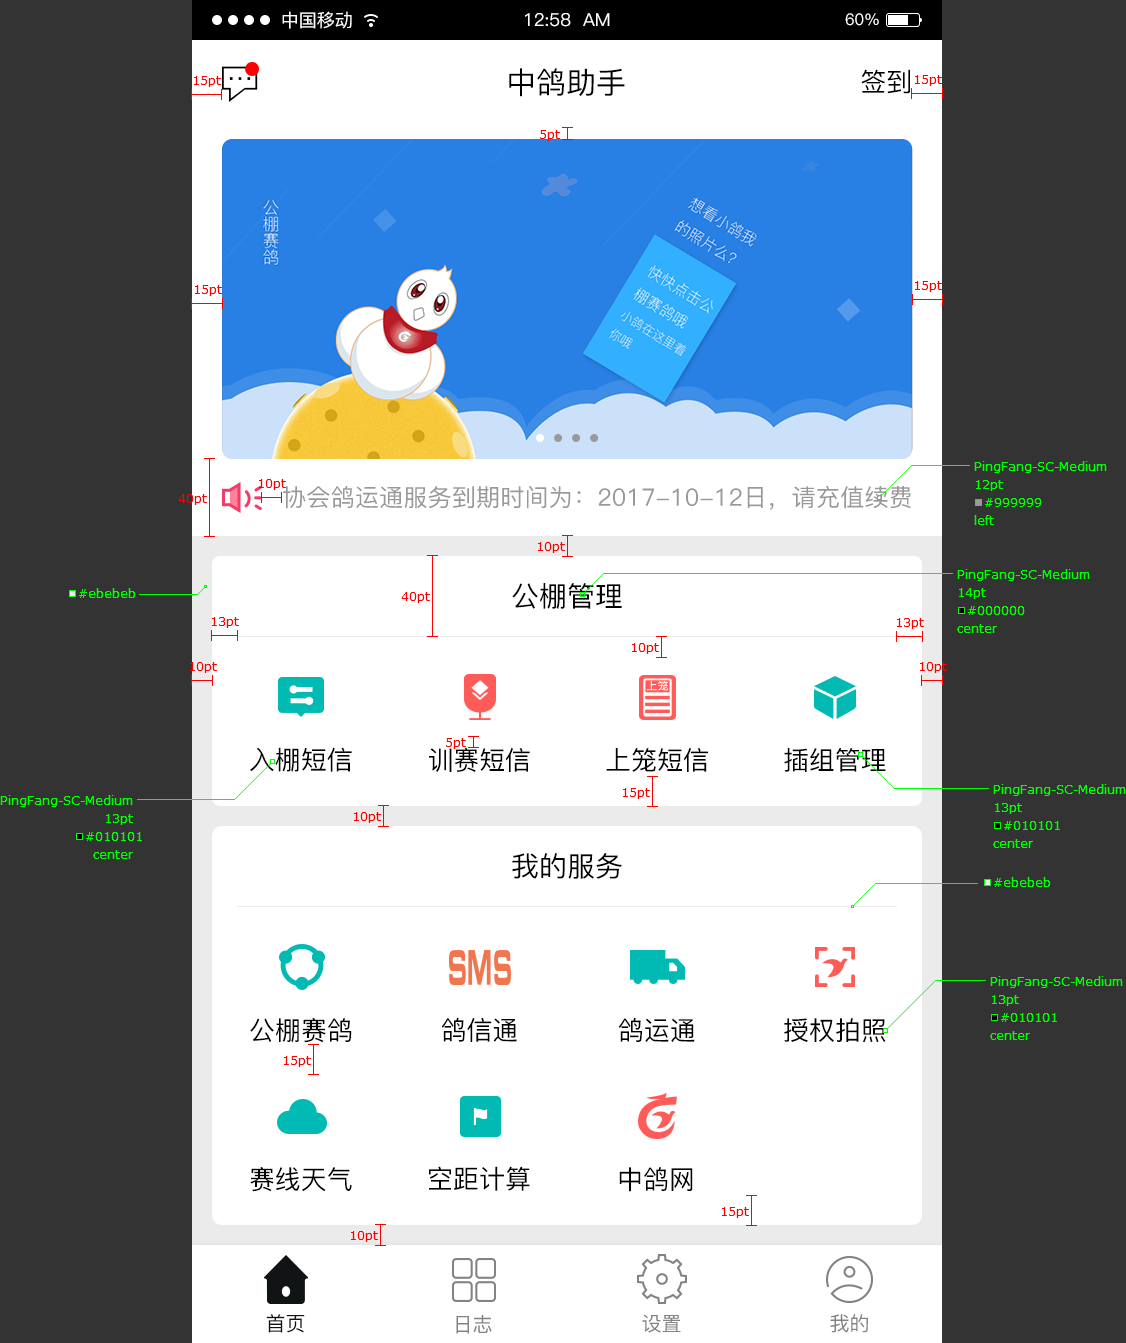 中国移动
12:58 AM
60%
15pt
中鸽助手
签到
15pt
5pt
公棚赛鸽
想看小鸽我
的照片么?
快快点击公
棚赛鸽哦
小鸽在这里看
你哦
15pt
15pt
40pt
10pt
协会鸽运通服务到期时间为：2017-10-12日，请充值续费
PingFang-SC-Medium
12pt
#999999
left
10pt
#ebebeb
40pt
公棚管理
PingFang-SC-Medium
14pt
#000000
center
13pt
13pt
10pt
10pt
10pt
上笼
5pt
入棚短信
训赛短信
上笼短信
插组管理
15pt
PingFang-SC-Medium
13pt
#010101
center
PingFang-SC-Medium
13pt
#010101
center
10pt
我的服务
#ebebeb
SMS
公棚赛鸽
鸽信通
鸽运通
授权拍照
PingFang-SC-Medium
13pt
#010101
center
15pt
赛线天气
空距计算
中鸽网
15pt
10pt
首页
日志
设置
我的